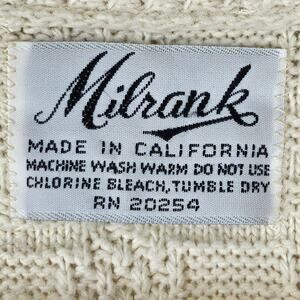 Milrank
MADE IN CALIFORNIA
MACHINE WASH WARM DO NOT USE
CHLORINE BLEACH, TUMBLE DRY
RN 20254